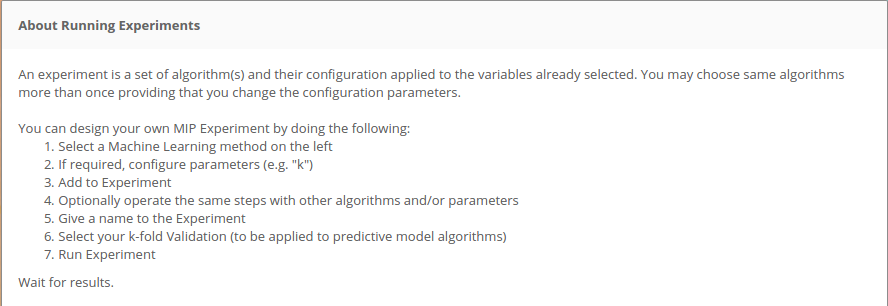 About Running Experiments
An experiment is a set of algorithm(s) and their configuration applied to the variables already selected. You may choose same algorithms
more than once providing that you change the configuration parameters.
You can design your own MIP Experiment by doing the following:
1. Select a Machine Learning method on the left
2. If required, configure parameters (e.g. "k")
3. Add to Experiment
4. Optionally operate the same steps with other algorithms and/or parameters
5. Give a name to the Experiment
6. Select your k-fold Validation (to be applied to predictive model algorithms)
7. Run Experiment
Wait for results.